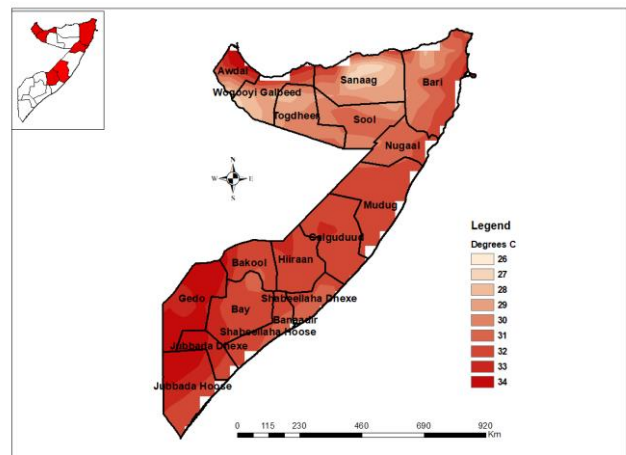 Awdal
Sanaag
Bari
Woqooyi Galbeed
Togdheer
Sool
Nugaal
N
W E
S
Mudug
Galguduud
Hiiraan
Bakool
Gedo
Bay
Shabeellaha Dhexe
Banaadir
Shabeellaha Hoose
Jubbada Dhexe
Jubbada Hoose
Legend
Degrees C
26
27
28
29
30
31
32
33
34
0 115 230 460 690 920
Km